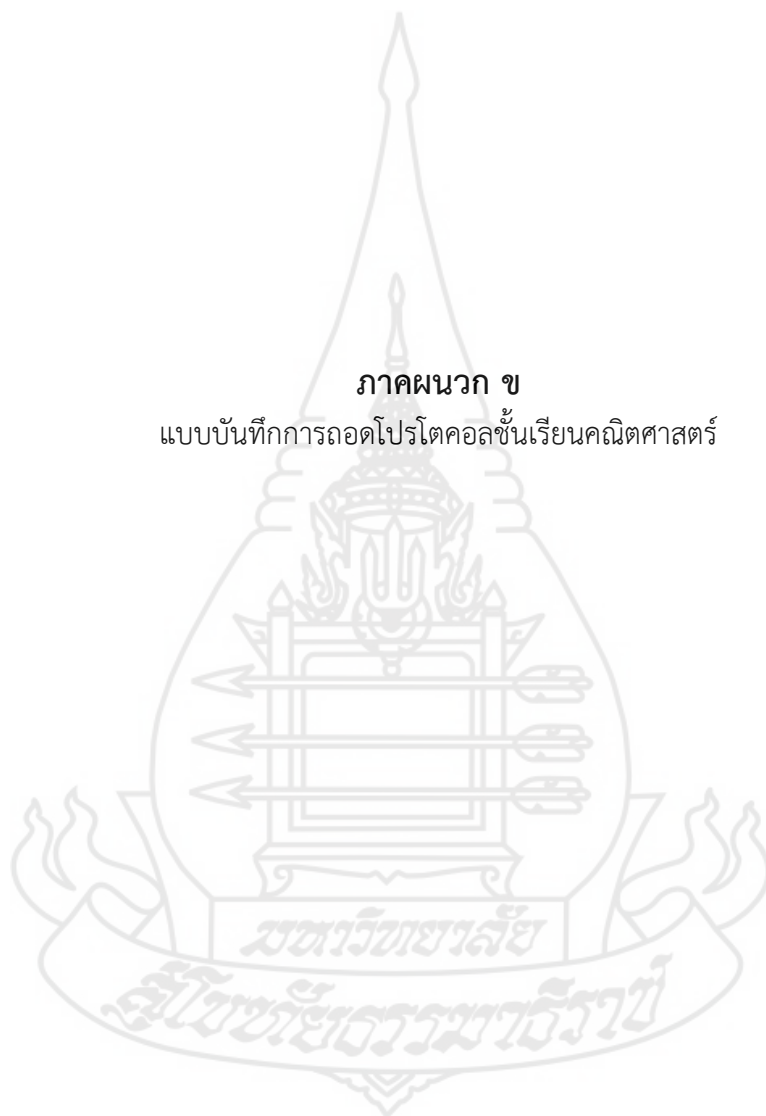 ภาคผนวก ข
แบบบันทึกการถอดโปรโตคอลชั้นเรียนคณิตศาสตร์
มหาวิทยาลัย
สุโขทัยธรรมาธิราช